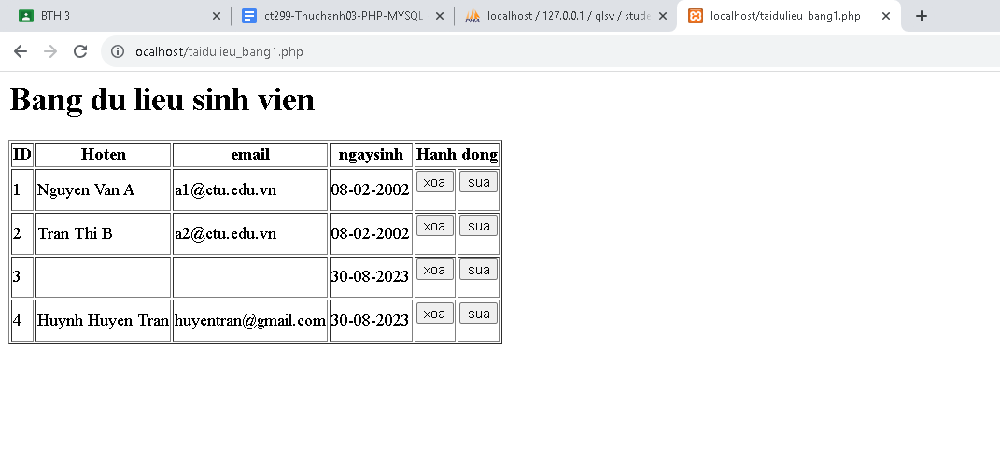 BTH 3
ct299-Thuchanh03-PHP-MYSQL
localhost / 127.0.0.1 / qlsv / stude
localhost/taidulieu_bang1.php
localhost/taidulieu_bang1.php
Bang du lieu sinh vien
ID Hoten email ngaysinh Hanh dong
1 Nguyen Van A a1@ctu.edu.vn 08-02-2002 xoa sua
2 Tran Thi B a2@ctu.edu.vn 08-02-2002 xoa sua
3 30-08-2023 xoa sua
4 Huynh Huyen Tran huyentran@gmail.com 30-08-2023 xoa sua